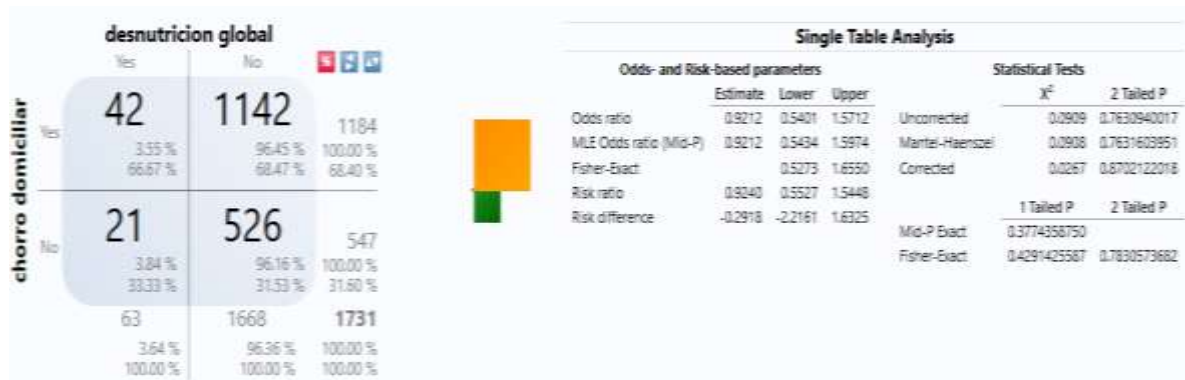 desnutricion global
Yes No
chorro domiciliar
Yes 42 1142 1184
3.55 % 96.45 % 100.00 %
66.67 % 68.47 % 68.40 %
No 21 526 547
3.84 % 96.16 % 100.00 %
33.33 % 31.53 % 31.60 %
63 1668 1731
3.64 % 96.36 % 100.00 %
100.00 % 100.00 % 100.00 %
Single Table Analysis
Odds- and Risk-based parameters
Estimate Lower Upper
Odds ratio 0.9212 0.5401 1.5712
MLE Odds ratio (Mid-P) 0.9212 0.5434 1.5974
Fisher-Exact 0.5273 1.6550
Risk ratio 0.9240 0.5527 1.5448
Risk difference -0.2918 -2.2161 1.6325
Statistical Tests
X² 2 Tailed P
Uncorrected 0.0909 0.7630940017
Mantel-Haenszel 0.0908 0.7631603951
Corrected 0.0267 0.8702122018
1 Tailed P 2 Tailed P
Mid-P Exact 0.3774358750
Fisher-Exact 0.4291425587 0.7830573682